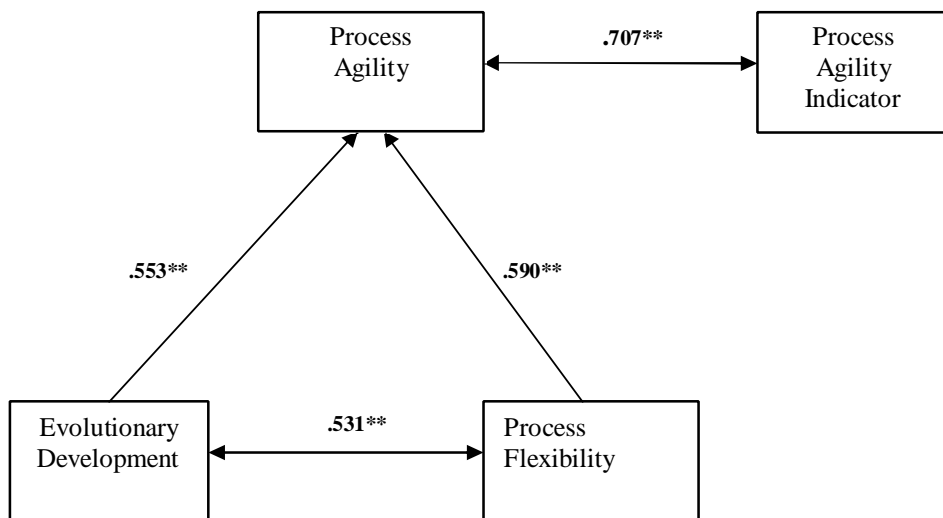 Process
Agility
.707**
Process
Agility
Indicator
.553**
.590**
Evolutionary
Development
.531**
Process
Flexibility